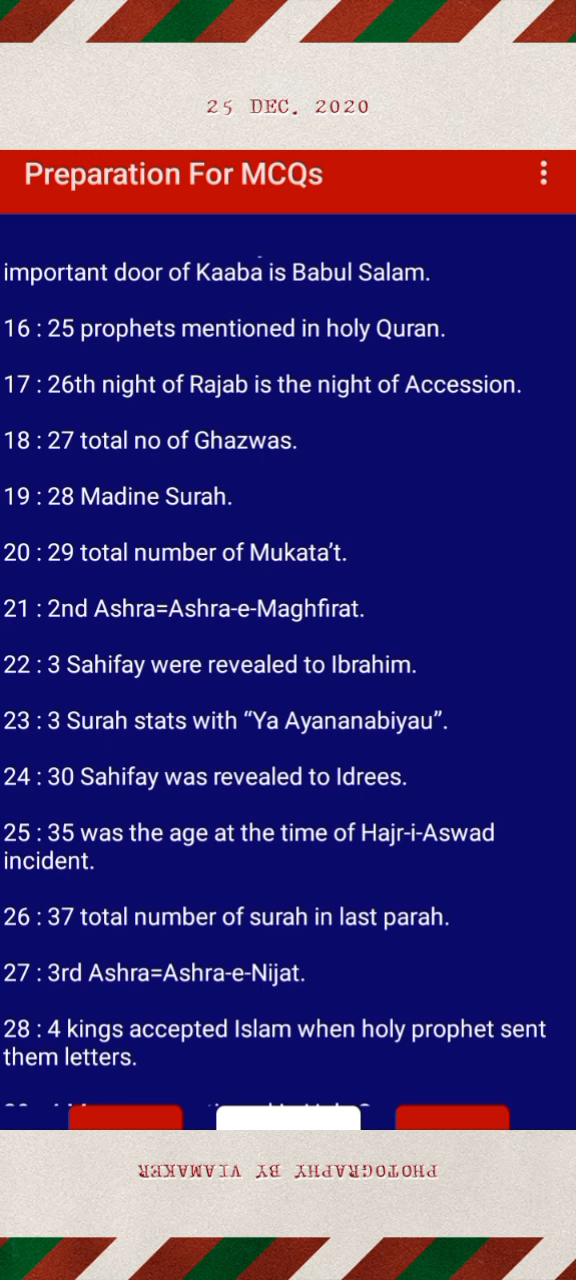 25 DEC. 2020
Preparation For MCQs
important door of Kaaba is Babul Salam.
16 : 25 prophets mentioned in holy Quran.
17 : 26th night of Rajab is the night of Accession.
18 : 27 total no of Ghazwas.
19 : 28 Madine Surah.
20 : 29 total number of Mukata’t.
21 : 2nd Ashra=Ashra-e-Maghfirat.
22 : 3 Sahifay were revealed to Ibrahim.
23 : 3 Surah stats with “Ya Ayananabiyau”.
24 : 30 Sahifay was revealed to Idrees.
25 : 35 was the age at the time of Hajr-i-Aswad
incident.
26 : 37 total number of surah in last parah.
27 : 3rd Ashra=Ashra-e-Nijat.
28 : 4 kings accepted Islam when holy prophet sent
them letters.
PHOTOGRAPHY BY VIAMAKER